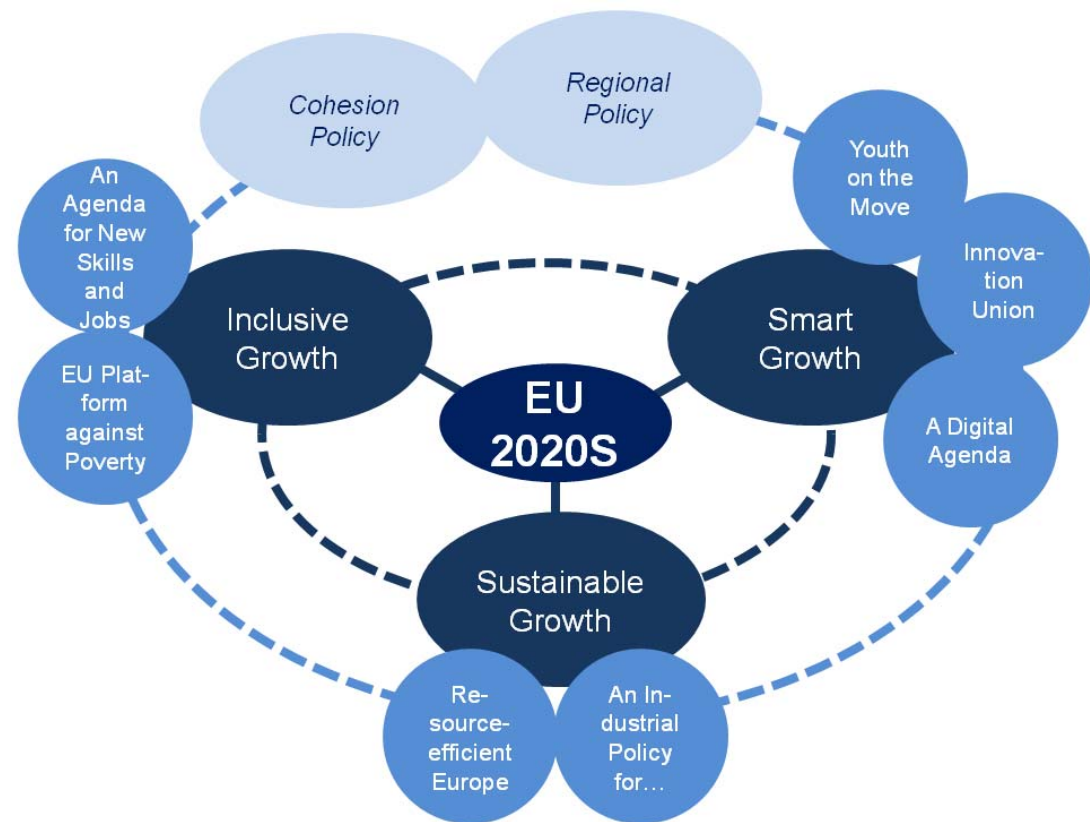 Cohesion
Policy
Regional
Policy
Youth
on the
Move
Innova-
tion
Union
A Digital
Agenda
An
Agenda
for New
Skills
and
Jobs
EU Plat-
form
against
Poverty
Inclusive
Growth
Smart
Growth
EU
2020S
Sustainable
Growth
Re-
source-
efficient
Europe
An In-
dustrial
Policy
for…